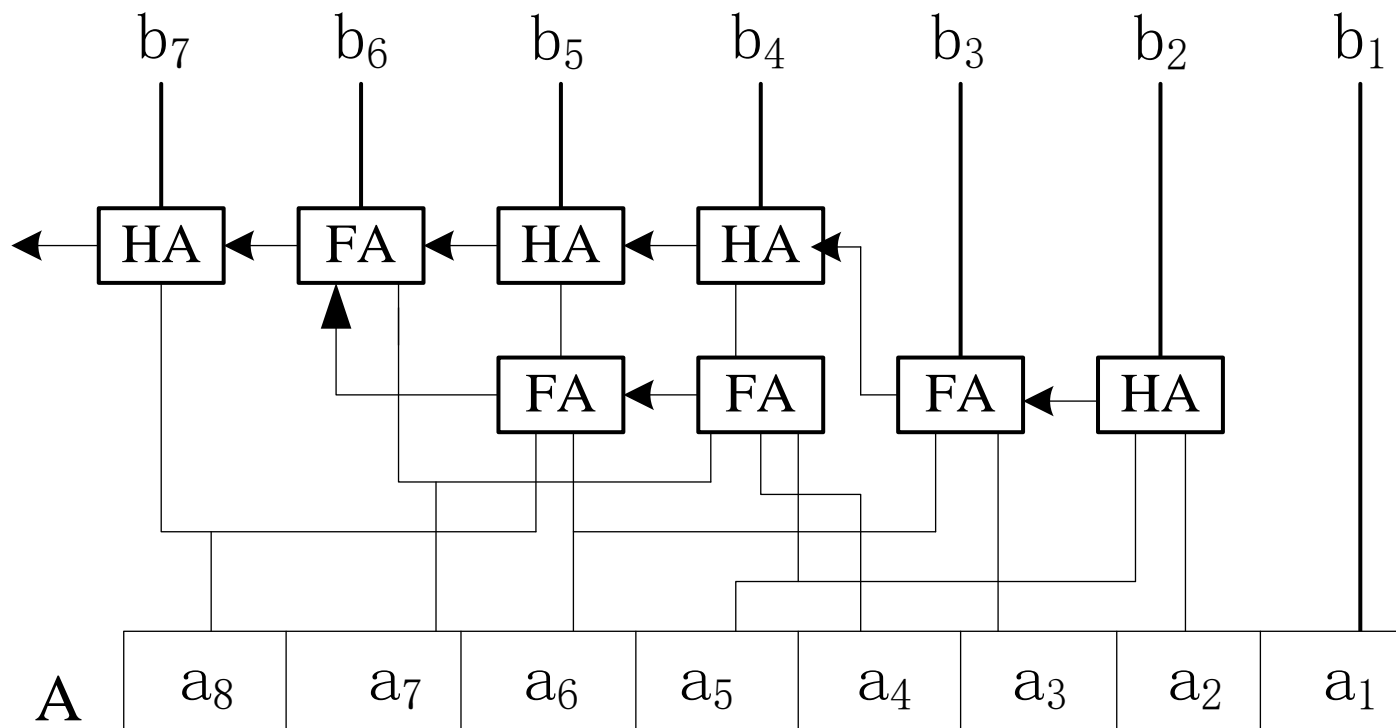 b₇ b₆ b₅ b₄ b₃ b₂ b₁
HA FA HA HA
FA FA FA HA
A a₈ a₇ a₆ a₅ a₄ a₃ a₂ a₁